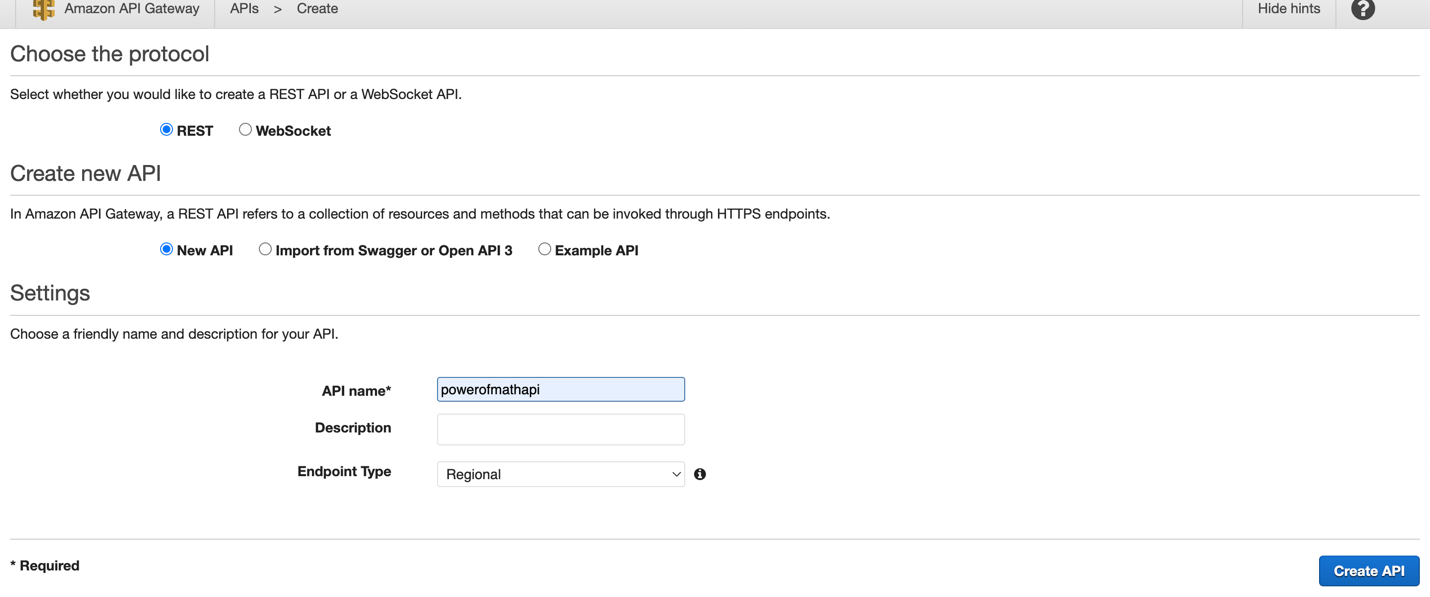 Amazon API Gateway APIs > Create Hide hints ?
Choose the protocol
Select whether you would like to create a REST API or a WebSocket API.
REST WebSocket
Create new API
In Amazon API Gateway, a REST API refers to a collection of resources and methods that can be invoked through HTTPS endpoints.
New API Import from Swagger or Open API 3 Example API
Settings
Choose a friendly name and description for your API.
API name* powerofmathapi
Description
Endpoint Type Regional
* Required Create API